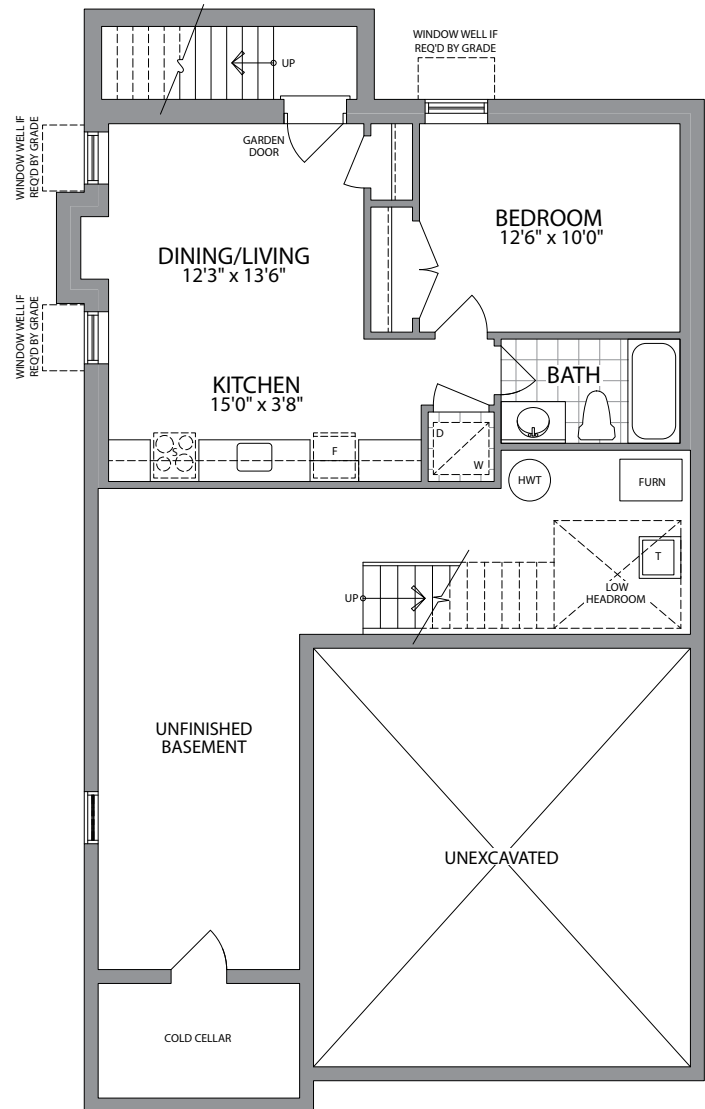 WINDOW WELL IF
REQ'D BY GRADE
UP
WINDOW WELL IF
REQ'D BY GRADE
GARDEN
DOOR
BEDROOM
12'6" x 10'0"
DINING/LIVING
12'3" x 13'6"
WINDOW WELL IF
REQ'D BY GRADE
KITCHEN
15'0" x 3'8"
BATH
S
F
D
W
HWT
FURN
T
LOW
HEADROOM
UP
UNFINISHED
BASEMENT
UNEXCAVATED
COLD CELLAR